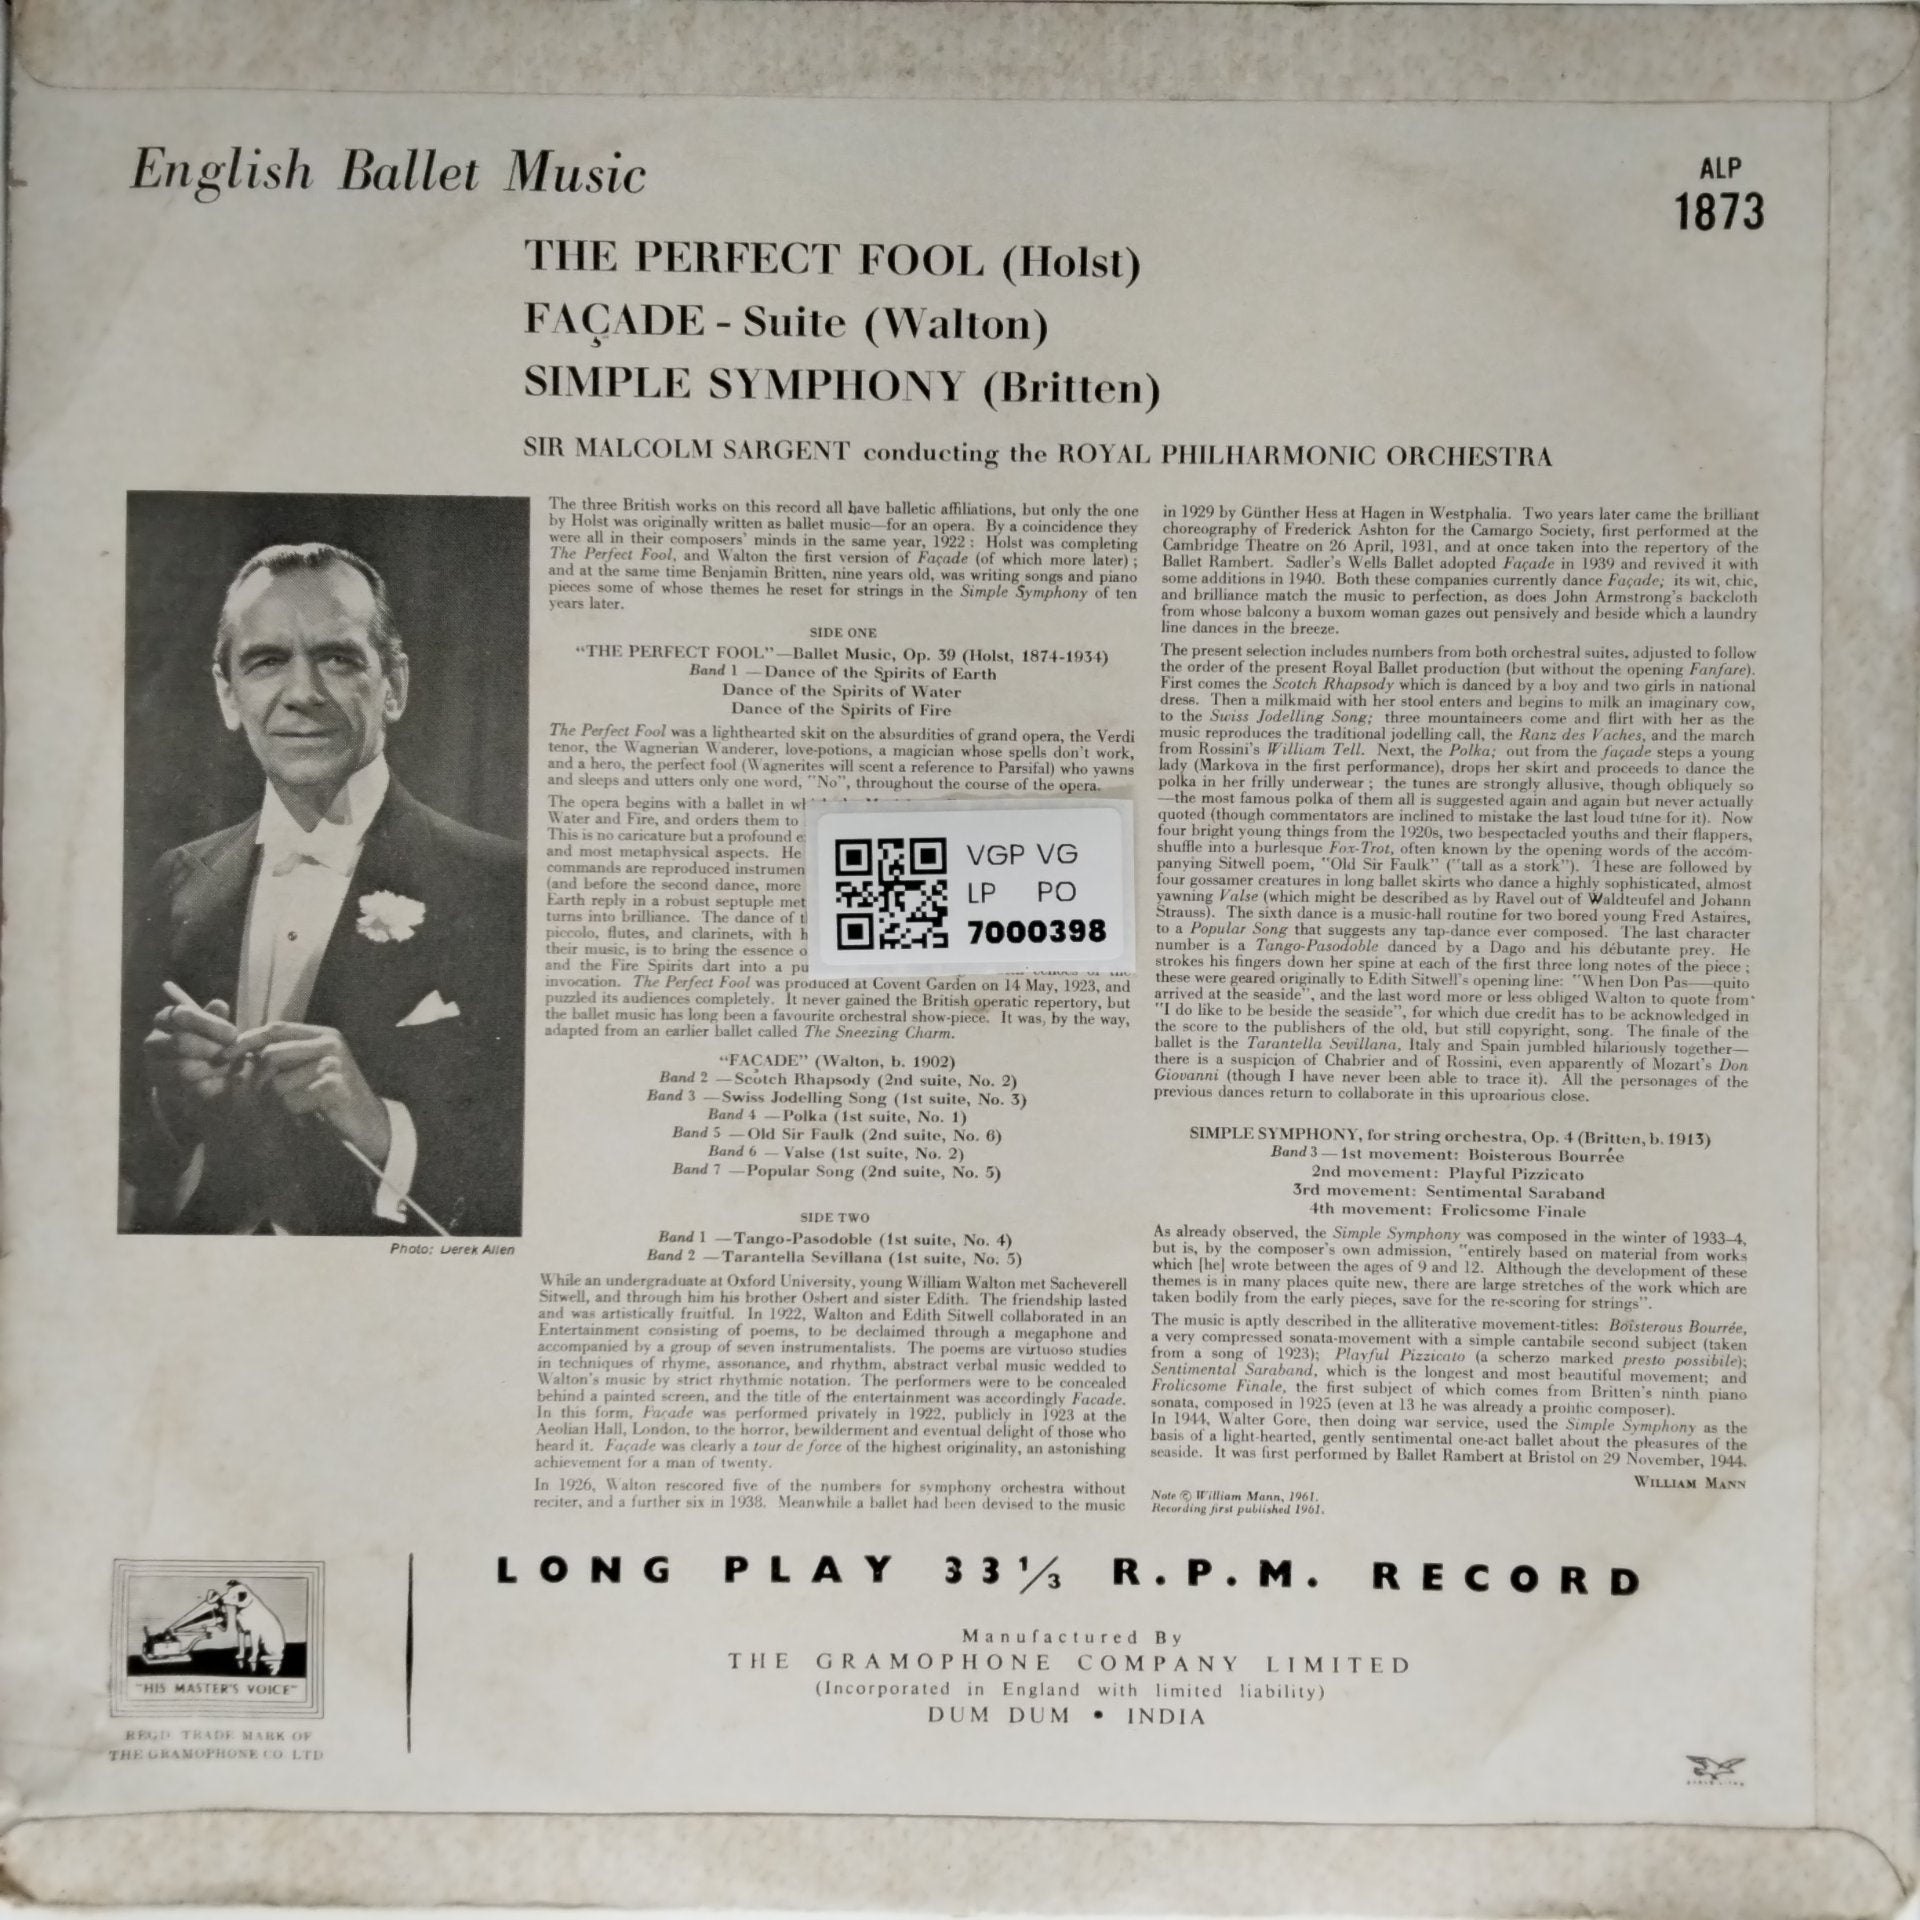 English Ballet Music
ALP
1873
THE PERFECT FOOL (Holst)
FAÇADE - Suite (Walton)
SIMPLE SYMPHONY (Britten)
SIR MALCOLM SARGENT conducting the ROYAL PHILHARMONIC ORCHESTRA
Photo: Derek Allen
The three British works on this record all have balletic affiliations, but only the one
by Holst was originally written as ballet music—for an opera. By a coincidence they
were all in their composers' minds in the same year, 1922 : Holst was completing
The Perfect Fool, and Walton the first version of Façade (of which more later) ;
and at the same time Benjamin Britten, nine years old, was writing songs and piano
pieces some of whose themes he reset for strings in the Simple Symphony of ten
years later.
SIDE ONE
"THE PERFECT FOOL"—Ballet Music, Op. 39 (Holst, 1874-1934)
Band 1 —Dance of the Spirits of Earth
Dance of the Spirits of Water
Dance of the Spirits of Fire
The Perfect Fool was a lighthearted skit on the absurdities of grand opera, the Verdi
tenor, the Wagnerian Wanderer, love-potions, a magician whose spells don't work,
and a hero, the perfect fool (Wagnerites will scent a reference to Parsifal) who yawns
and sleeps and utters only one word, "No", throughout the course of the opera.
The opera begins with a ballet in
Water and Fire, and orders them to
This is no caricature but a profound
and most metaphysical aspects. He
commands are reproduced
(and before the second dance, more
Earth reply in a robust septuple
turns into brilliance. The dance of
piccolo, flutes, and clarinets, with
their music, is to bring the essence
and the Fire Spirits dart into a
invocation. The Perfect Fool was produced at Covent Garden on 14 May, 1923, and
puzzled its audiences completely. It never gained the British operatic repertory, but
the ballet music has long been a favourite orchestral show-piece. It was, by the way,
adapted from an earlier ballet called The Sneezing Charm.
VGP VG
LP PO
7000398
"FAÇADE" (Walton, b. 1902)
Band 2 —Scotch Rhapsody (2nd suite, No. 2)
Band 3 —Swiss Jodelling Song (1st suite, No. 3)
Band 4 —Polka (1st suite, No. 1)
Band 5 —Old Sir Faulk (2nd suite, No. 6)
Band 6 — Valse (1st suite, No. 2)
Band 7 —Popular Song (2nd suite, No. 5)
SIDE TWO
Band 1 —Tango-Pasodoble (1st suite, No. 4)
Band 2 —Tarantella Sevillana (1st suite, No. 5)
While an undergraduate at Oxford University, young William Walton met Sacheverell
Sitwell, and through him his brother Osbert and sister Edith. The friendship lasted
and was artistically fruitful. In 1922, Walton and Edith Sitwell collaborated in an
Entertainment consisting of poems, to be declaimed through a megaphone and
accompanied by a group of seven instrumentalists. The poems are virtuoso studies
in techniques of rhyme, assonance, and rhythm, abstract verbal music wedded to
Walton's music by strict rhythmic notation. The performers were to be concealed
behind a painted screen, and the title of the entertainment was accordingly Facade.
In this form, Façade was performed privately in 1922, publicly in 1923 at the
Aeolian Hall, London, to the horror, bewilderment and eventual delight of those who
heard it. Façade was clearly a tour de force of the highest originality, an astonishing
achievement for a man of twenty.
In 1926, Walton rescored five of the numbers for symphony orchestra without
reciter, and a further six in 1938. Meanwhile a ballet had been devised to the music
in 1929 by Günther Hess at Hagen in Westphalia. Two years later came the brilliant
choreography of Frederick Ashton for the Camargo Society, first performed at the
Cambridge Theatre on 26 April, 1931, and at once taken into the repertory of the
Ballet Rambert. Sadler's Wells Ballet adopted Façade in 1939 and revived it with
some additions in 1940. Both these companies currently dance Façade; its wit, chic,
and brilliance match the music to perfection, as does John Armstrong's backcloth
from whose balcony a buxom woman gazes out pensively and beside which a laundry
line dances in the breeze.
The present selection includes numbers from both orchestral suites, adjusted to follow
the order of the present Royal Ballet production (but without the opening Fanfare).
First comes the Scotch Rhapsody which is danced by a boy and two girls in national
dress. Then a milkmaid with her stool enters and begins to milk an imaginary cow,
to the Swiss Jodelling Song; three mountaineers come and flirt with her as the
music reproduces the traditional jodelling call, the Ranz des Vaches, and the march
from Rossini's William Tell. Next, the Polka; out from the façade steps a young
lady (Markova in the first performance), drops her skirt and proceeds to dance the
polka in her frilly underwear ; the tunes are strongly allusive, though obliquely so
—the most famous polka of them all is suggested again and again but never actually
quoted (though commentators are inclined to mistake the last loud tune for it). Now
four bright young things from the 1920s, two bespectacled youths and their flappers,
shuffle into a burlesque Fox-Trot, often known by the opening words of the accom-
panying Sitwell poem, "Old Sir Faulk" ("tall as a stork"). These are followed by
four gossamer creatures in long ballet skirts who dance a highly sophisticated, almost
yawning Valse (which might be described as by Ravel out of Waldteufel and Johann
Strauss). The sixth dance is a music-hall routine for two bored young Fred Astaires,
to a Popular Song that suggests any tap-dance ever composed. The last character
number is a Tango-Pasodoble danced by a Dago and his débutante prey. He
strokes his fingers down her spine at each of the first three long notes of the piece ;
these were geared originally to Edith Sitwell's opening line: "When Don Pas——quito
arrived at the seaside", and the last word more or less obliged Walton to quote from
"I do like to be beside the seaside", for which due credit has to be acknowledged in
the score to the publishers of the old, but still copyright, song. The finale of the
ballet is the Tarantella Sevillana, Italy and Spain jumbled hilariously together—
there is a suspicion of Chabrier and of Rossini, even apparently of Mozart's Don
Giovanni (though I have never been able to trace it). All the personages of the
previous dances return to collaborate in this uproarious close.
SIMPLE SYMPHONY, for string orchestra, Op. 4 (Britten, b. 1913)
Band 3 — 1st movement: Boisterous Bourrée
2nd movement: Playful Pizzicato
3rd movement: Sentimental Saraband
4th movement: Frolicsome Finale
As already observed, the Simple Symphony was composed in the winter of 1933-4,
but is, by the composer's own admission, "entirely based on material from works
which [he] wrote between the ages of 9 and 12. Although the development of these
themes is in many places quite new, there are large stretches of the work which are
taken bodily from the early pieces, save for the re-scoring for strings".
The music is aptly described in the alliterative movement-titles: Boisterous Bourrée,
a very compressed sonata-movement with a simple cantabile second subject (taken
from a song of 1923); Playful Pizzicato (a scherzo marked presto possibile);
Sentimental Saraband, which is the longest and most beautiful movement; and
Frolicsome Finale, the first subject of which comes from Britten's ninth piano
sonata, composed in 1925 (even at 13 he was already a prolific composer).
In 1944, Walter Gore, then doing war service, used the Simple Symphony as the
basis of a light-hearted, gently sentimental one-act ballet about the pleasures of the
seaside. It was first performed by Ballet Rambert at Bristol on 29 November, 1944.
WILLIAM MANN
Note © William Mann, 1961.
Recording first published 1961.
LONG PLAY 33⅓ R.P.M. RECORD
Manufactured By
THE GRAMOPHONE COMPANY LIMITED
(Incorporated in England with limited liability)
DUM DUM • INDIA
"HIS MASTER'S VOICE"
REGD. TRADE MARK OF
THE GRAMOPHONE CO LTD